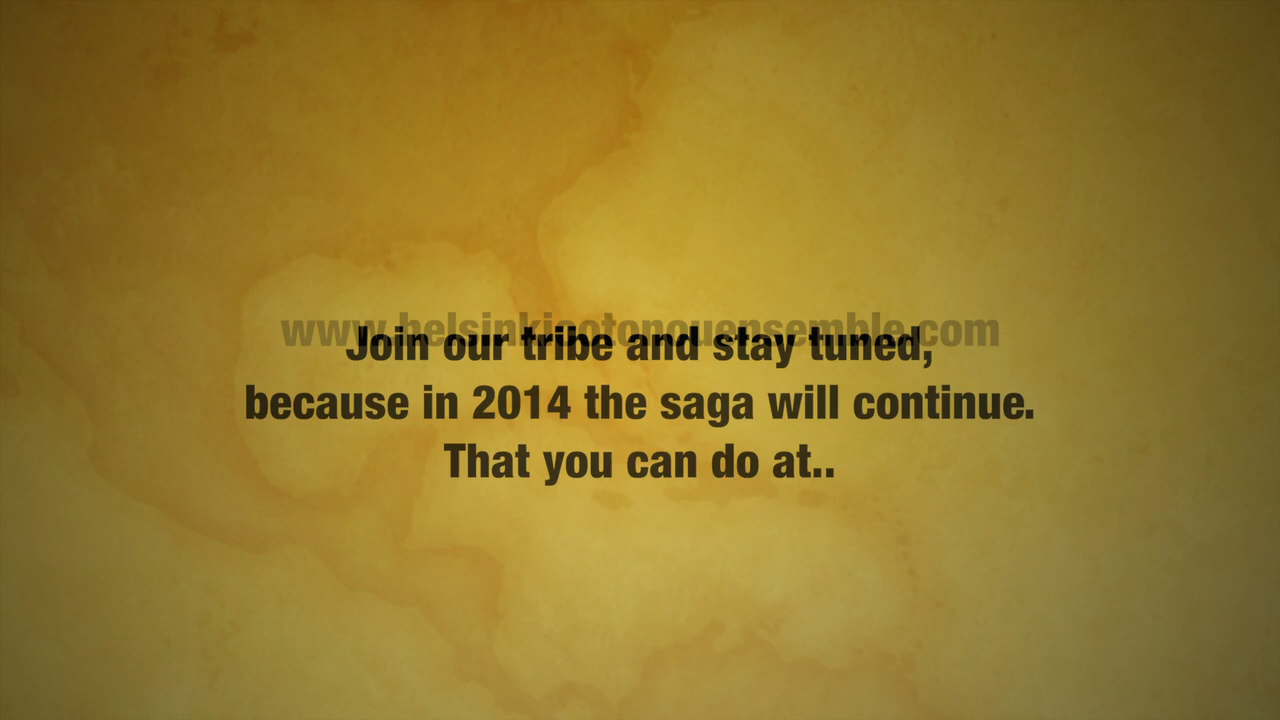 www.helsinkicotonouensemble.com
Join our tribe and stay tuned,
because in 2014 the saga will continue.
That you can do at..